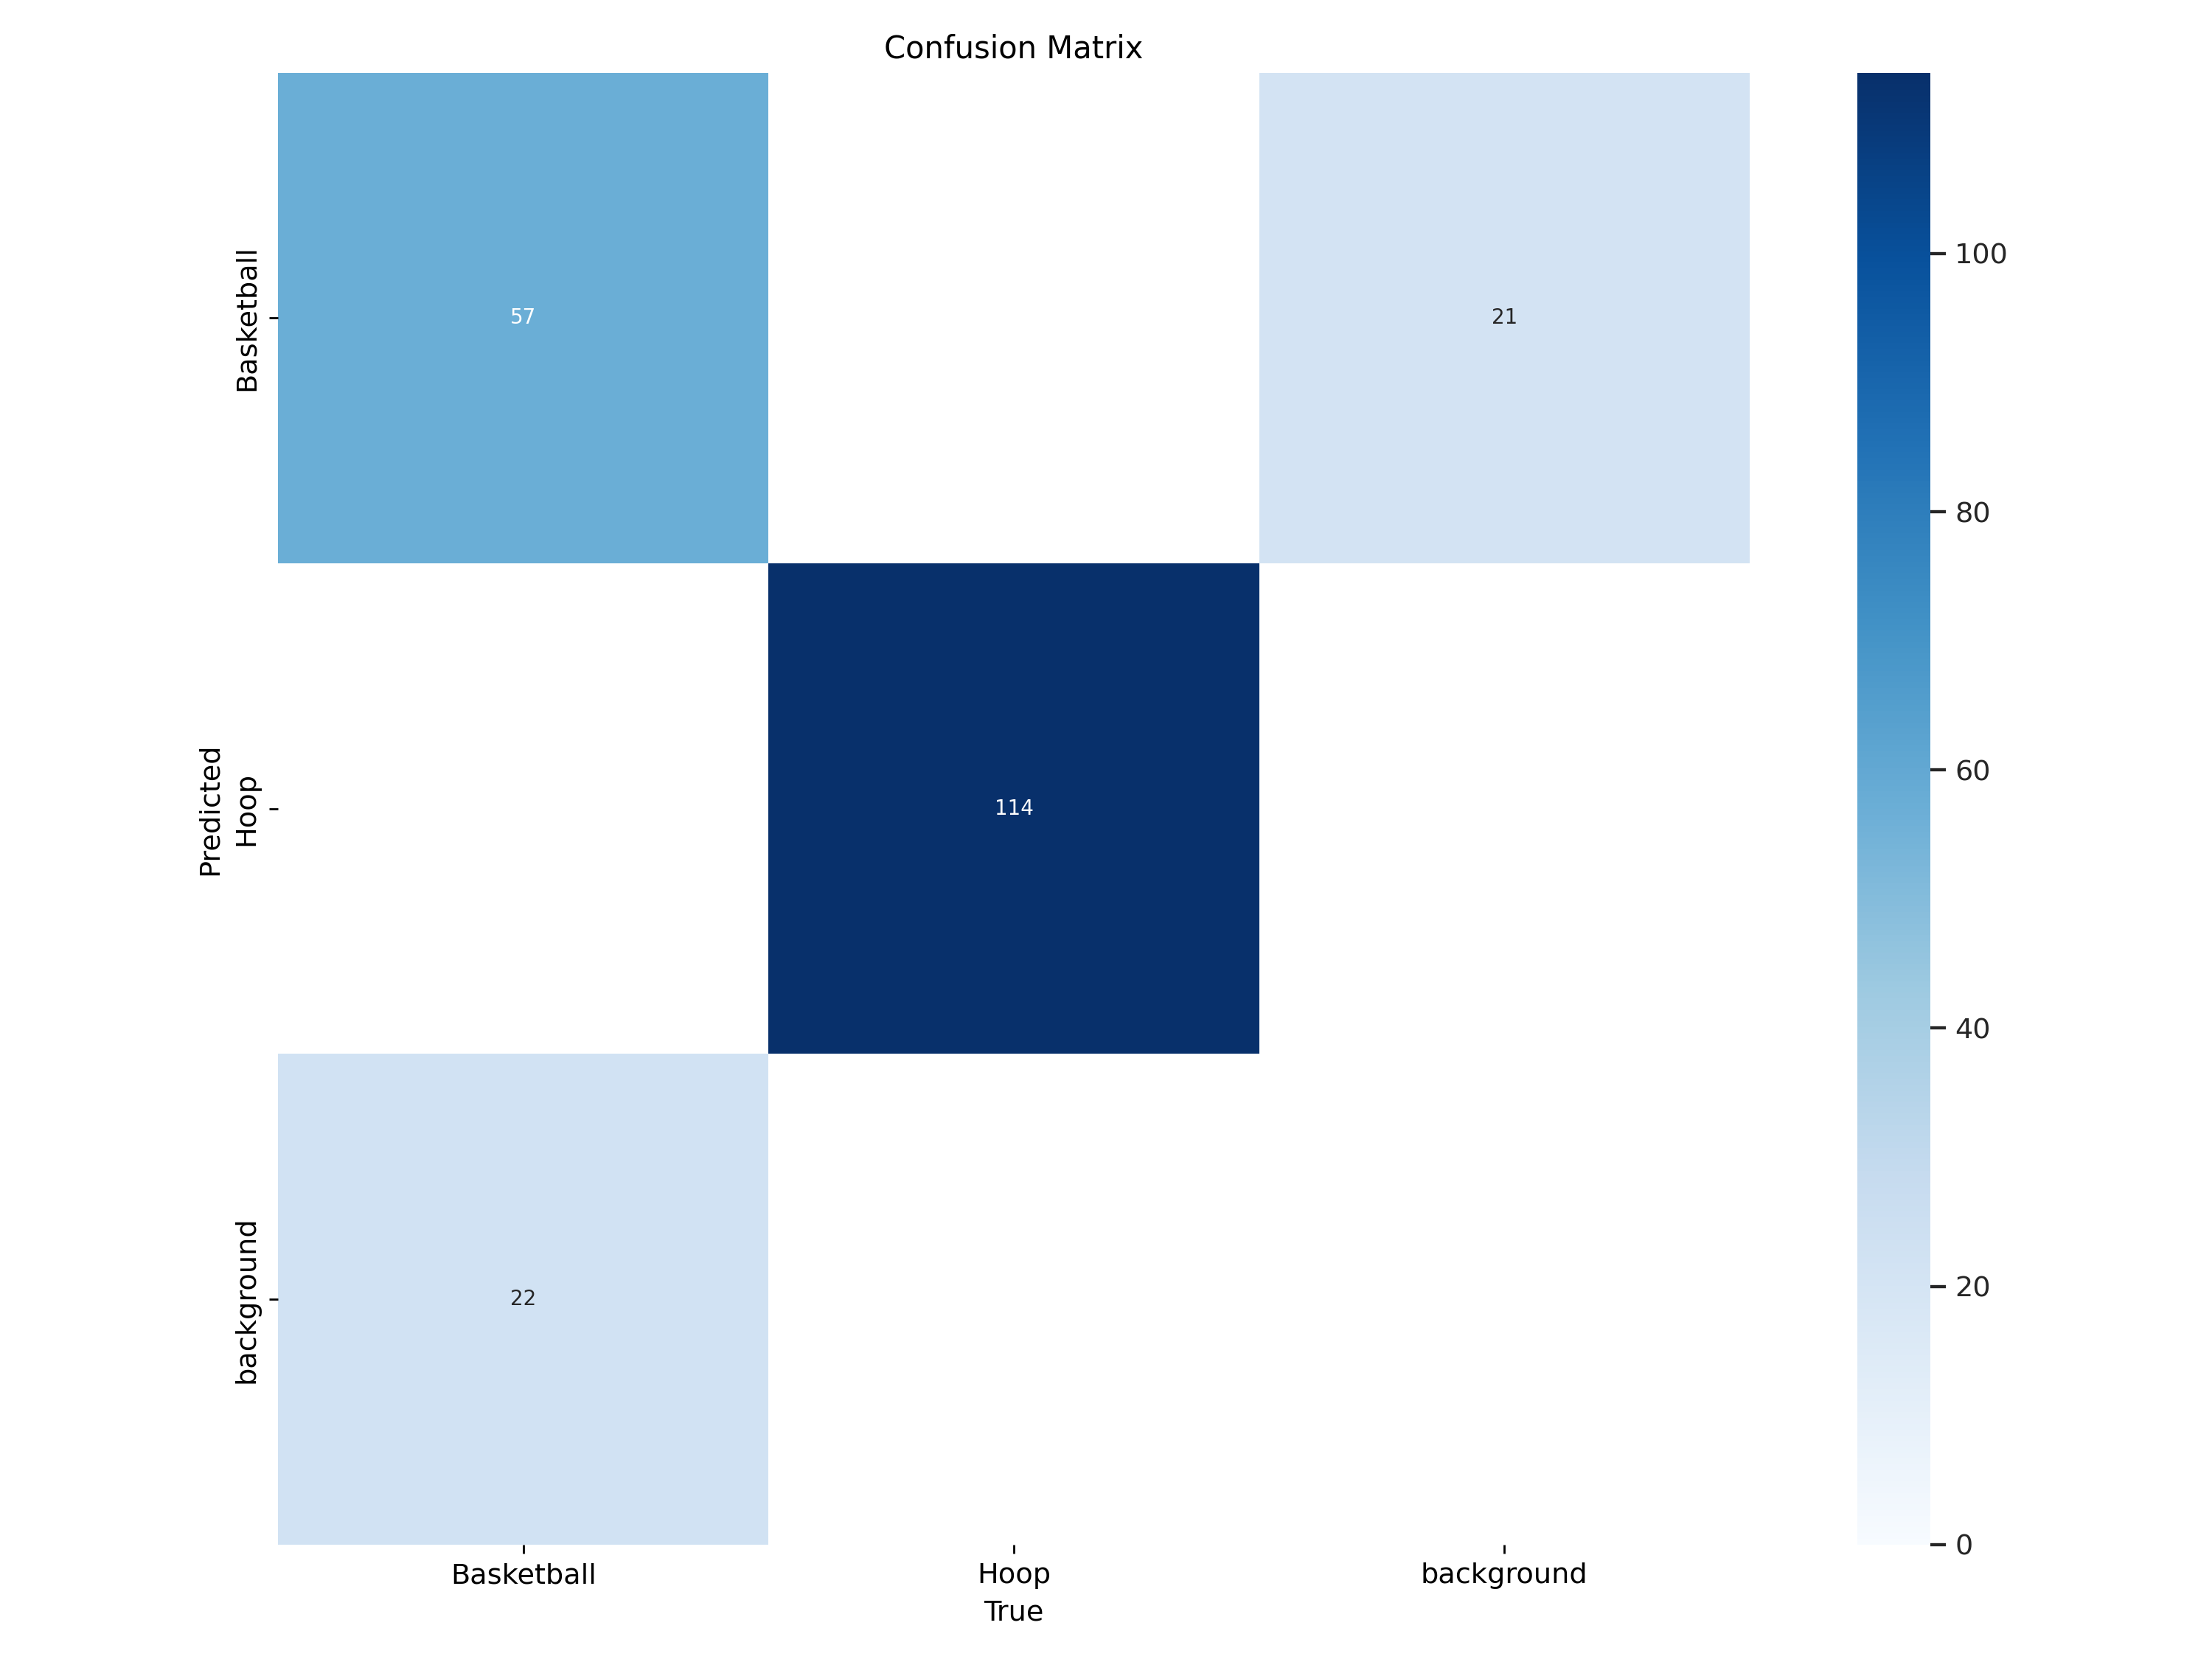 Confusion Matrix
Basketball
57
21
100
80
60
Predicted
Hoop
114
40
background
22
20
0
Basketball
Hoop
background
True